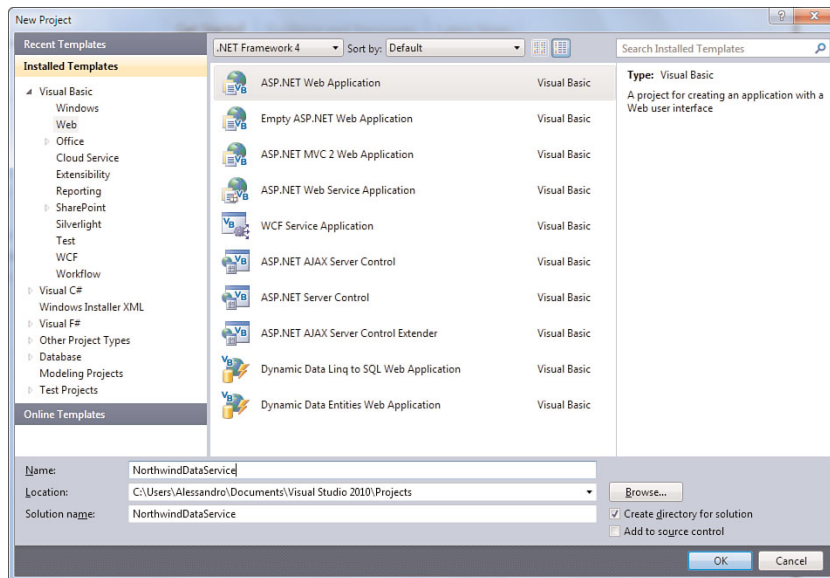 New Project
Recent Templates
Installed Templates
Visual Basic
Windows
Web
Office
Cloud Service
Extensibility
Reporting
SharePoint
Silverlight
Test
WCF
Workflow
Visual C#
Windows Installer XML
Visual F#
Other Project Types
Database
Modeling Projects
Test Projects
Online Templates
.NET Framework 4 Sort by: Default
ASP.NET Web Application Visual Basic
Empty ASP.NET Web Application Visual Basic
ASP.NET MVC 2 Web Application Visual Basic
ASP.NET Web Service Application Visual Basic
WCF Service Application Visual Basic
ASP.NET AJAX Server Control Visual Basic
ASP.NET Server Control Visual Basic
ASP.NET AJAX Server Control Extender Visual Basic
Dynamic Data Linq to SQL Web Application Visual Basic
Dynamic Data Entities Web Application Visual Basic
Search Installed Templates
Type: Visual Basic
A project for creating an application with a
Web user interface
Name: NorthwindDataService
Location: C:\Users\Alessandro\Documents\Visual Studio 2010\Projects Browse...
Solution name: NorthwindDataService
Create directory for solution
Add to source control
OK Cancel